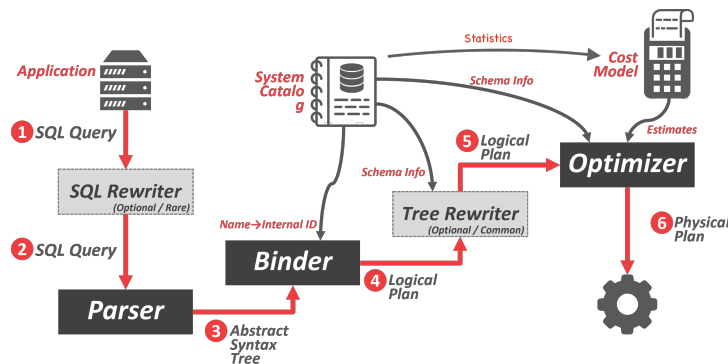 Application
1 SQL Query
SQL Rewriter
(Optional / Rare)
2 SQL Query
Parser
3 Abstract
Syntax
Tree
System
Catalo
g
Name→Internal ID
Binder
4 Logical
Plan
Schema Info
Tree Rewriter
(Optional / Common)
5 Logical
Plan
Statistics
Schema Info
Cost
Model
Estimates
Optimizer
6 Physical
Plan